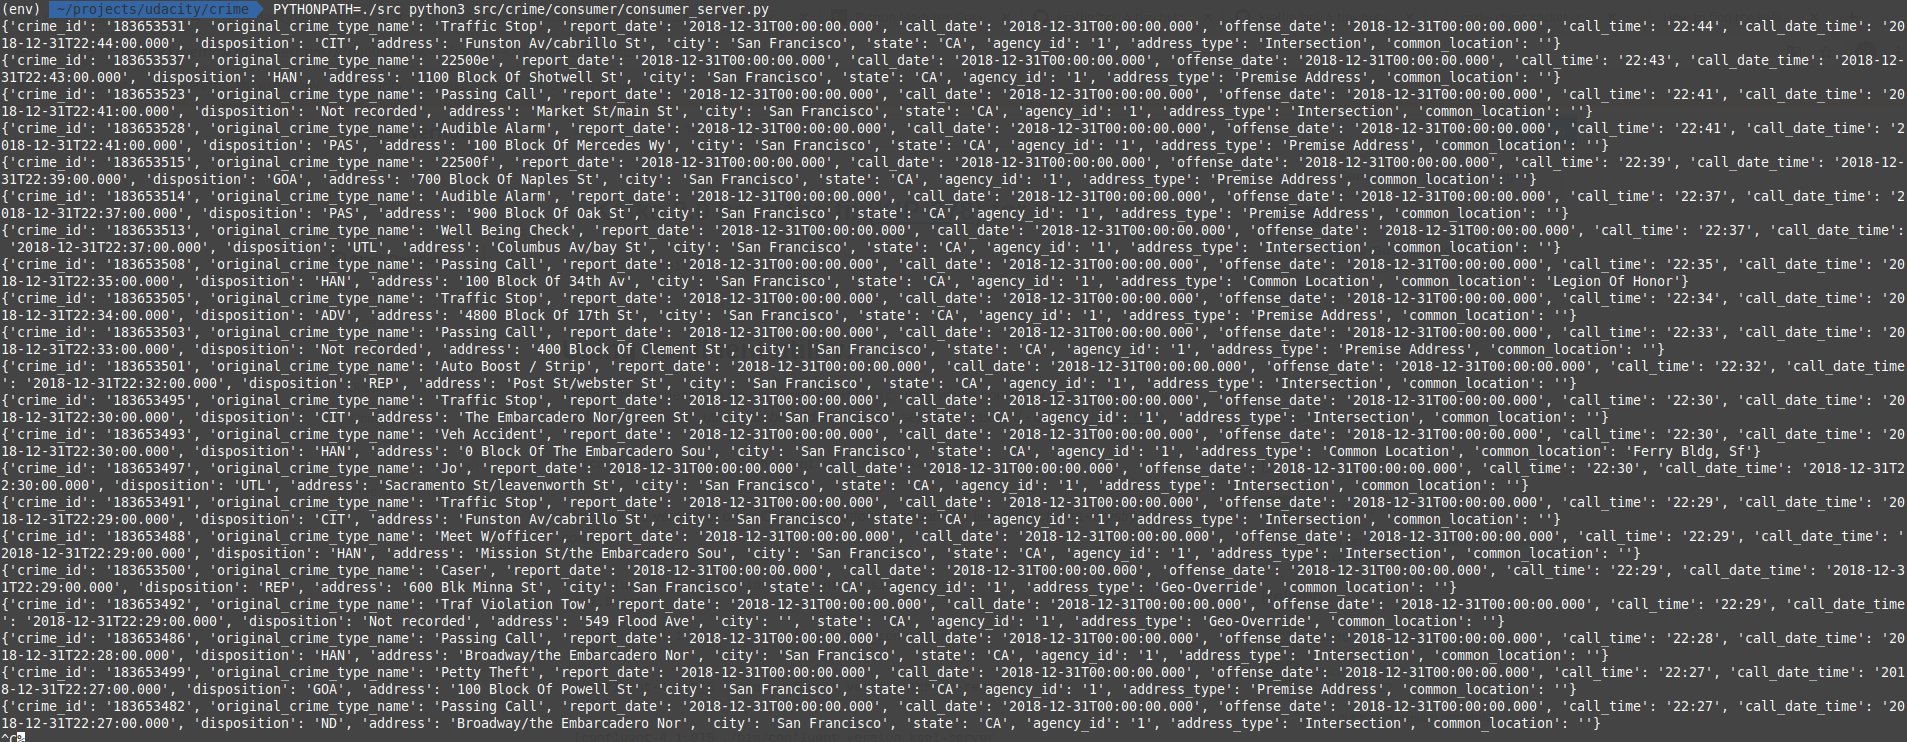 (env) ~/projects/udacity/crime PYTHONPATH=./src python3 src/crime/consumer/consumer_server.py
{'crime_id': '183653531', 'original_crime_type_name': 'Traffic Stop', 'report_date': '2018-12-31T00:00:00.000', 'call_date': '2018-12-31T00:00:00.000', 'offense_date': '2018-12-31T00:00:00.000', 'call_time': '22:44', 'call_date_time': '20
18-12-31T22:44:00.000', 'disposition': 'CIT', 'address': 'Funston Av/cabrillo St', 'city': 'San Francisco', 'state': 'CA', 'agency_id': '1', 'address_type': 'Intersection', 'common_location': ''}
{'crime_id': '183653537', 'original_crime_type_name': '22500e', 'report_date': '2018-12-31T00:00:00.000', 'call_date': '2018-12-31T00:00:00.000', 'offense_date': '2018-12-31T00:00:00.000', 'call_time': '22:43', 'call_date_time': '2018-12-
31T22:43:00.000', 'disposition': 'HAN', 'address': '1100 Block Of Shotwell St', 'city': 'San Francisco', 'state': 'CA', 'agency_id': '1', 'address_type': 'Premise Address', 'common_location': ''}
{'crime_id': '183653523', 'original_crime_type_name': 'Passing Call', 'report_date': '2018-12-31T00:00:00.000', 'call_date': '2018-12-31T00:00:00.000', 'offense_date': '2018-12-31T00:00:00.000', 'call_time': '22:41', 'call_date_time': '20
18-12-31T22:41:00.000', 'disposition': 'Not recorded', 'address': 'Market St/main St', 'city': 'San Francisco', 'state': 'CA', 'agency_id': '1', 'address_type': 'Intersection', 'common_location': ''}
{'crime_id': '183653528', 'original_crime_type_name': 'Audible Alarm', 'report_date': '2018-12-31T00:00:00.000', 'call_date': '2018-12-31T00:00:00.000', 'offense_date': '2018-12-31T00:00:00.000', 'call_time': '22:41', 'call_date_time': '2
018-12-31T22:41:00.000', 'disposition': 'PAS', 'address': '100 Block Of Mercedes Wy', 'city': 'San Francisco', 'state': 'CA', 'agency_id': '1', 'address_type': 'Premise Address', 'common_location': ''}
{'crime_id': '183653515', 'original_crime_type_name': '22500f', 'report_date': '2018-12-31T00:00:00.000', 'call_date': '2018-12-31T00:00:00.000', 'offense_date': '2018-12-31T00:00:00.000', 'call_time': '22:39', 'call_date_time': '2018-12-
31T22:39:00.000', 'disposition': 'GOA', 'address': '700 Block Of Naples St', 'city': 'San Francisco', 'state': 'CA', 'agency_id': '1', 'address_type': 'Premise Address', 'common_location': ''}
{'crime_id': '183653514', 'original_crime_type_name': 'Audible Alarm', 'report_date': '2018-12-31T00:00:00.000', 'call_date': '2018-12-31T00:00:00.000', 'offense_date': '2018-12-31T00:00:00.000', 'call_time': '22:37', 'call_date_time': '2
018-12-31T22:37:00.000', 'disposition': 'PAS', 'address': '900 Block Of Oak St', 'city': 'San Francisco', 'state': 'CA', 'agency_id': '1', 'address_type': 'Premise Address', 'common_location': ''}
{'crime_id': '183653513', 'original_crime_type_name': 'Well Being Check', 'report_date': '2018-12-31T00:00:00.000', 'call_date': '2018-12-31T00:00:00.000', 'offense_date': '2018-12-31T00:00:00.000', 'call_time': '22:37', 'call_date_time':
'2018-12-31T22:37:00.000', 'disposition': 'UTL', 'address': 'Columbus Av/bay St', 'city': 'San Francisco', 'state': 'CA', 'agency_id': '1', 'address_type': 'Intersection', 'common_location': ''}
{'crime_id': '183653508', 'original_crime_type_name': 'Passing Call', 'report_date': '2018-12-31T00:00:00.000', 'call_date': '2018-12-31T00:00:00.000', 'offense_date': '2018-12-31T00:00:00.000', 'call_time': '22:35', 'call_date_time': '20
18-12-31T22:35:00.000', 'disposition': 'HAN', 'address': '100 Block Of 34th Av', 'city': 'San Francisco', 'state': 'CA', 'agency_id': '1', 'address_type': 'Common Location', 'common_location': 'Legion Of Honor'}
{'crime_id': '183653505', 'original_crime_type_name': 'Traffic Stop', 'report_date': '2018-12-31T00:00:00.000', 'call_date': '2018-12-31T00:00:00.000', 'offense_date': '2018-12-31T00:00:00.000', 'call_time': '22:34', 'call_date_time': '20
18-12-31T22:34:00.000', 'disposition': 'ADV', 'address': '4800 Block Of 17th St', 'city': 'San Francisco', 'state': 'CA', 'agency_id': '1', 'address_type': 'Premise Address', 'common_location': ''}
{'crime_id': '183653503', 'original_crime_type_name': 'Passing Call', 'report_date': '2018-12-31T00:00:00.000', 'call_date': '2018-12-31T00:00:00.000', 'offense_date': '2018-12-31T00:00:00.000', 'call_time': '22:33', 'call_date_time': '20
18-12-31T22:33:00.000', 'disposition': 'Not recorded', 'address': '400 Block Of Clement St', 'city': 'San Francisco', 'state': 'CA', 'agency_id': '1', 'address_type': 'Premise Address', 'common_location': ''}
{'crime_id': '183653501', 'original_crime_type_name': 'Auto Boost / Strip', 'report_date': '2018-12-31T00:00:00.000', 'call_date': '2018-12-31T00:00:00.000', 'offense_date': '2018-12-31T00:00:00.000', 'call_time': '22:32', 'call_date_time
': '2018-12-31T22:32:00.000', 'disposition': 'REP', 'address': 'Post St/webster St', 'city': 'San Francisco', 'state': 'CA', 'agency_id': '1', 'address_type': 'Intersection', 'common_location': ''}
{'crime_id': '183653495', 'original_crime_type_name': 'Traffic Stop', 'report_date': '2018-12-31T00:00:00.000', 'call_date': '2018-12-31T00:00:00.000', 'offense_date': '2018-12-31T00:00:00.000', 'call_time': '22:30', 'call_date_time': '20
18-12-31T22:30:00.000', 'disposition': 'CIT', 'address': 'The Embarcadero Nor/green St', 'city': 'San Francisco', 'state': 'CA', 'agency_id': '1', 'address_type': 'Intersection', 'common_location': ''}
{'crime_id': '183653493', 'original_crime_type_name': 'Veh Accident', 'report_date': '2018-12-31T00:00:00.000', 'call_date': '2018-12-31T00:00:00.000', 'offense_date': '2018-12-31T00:00:00.000', 'call_time': '22:30', 'call_date_time': '20
18-12-31T22:30:00.000', 'disposition': 'HAN', 'address': '0 Block Of The Embarcadero Sou', 'city': 'San Francisco', 'state': 'CA', 'agency_id': '1', 'address_type': 'Common Location', 'common_location': 'Ferry Bldg, Sf'}
{'crime_id': '183653497', 'original_crime_type_name': 'Jo', 'report_date': '2018-12-31T00:00:00.000', 'call_date': '2018-12-31T00:00:00.000', 'offense_date': '2018-12-31T00:00:00.000', 'call_time': '22:30', 'call_date_time': '2018-12-31T2
2:30:00.000', 'disposition': 'UTL', 'address': 'Sacramento St/leavenworth St', 'city': 'San Francisco', 'state': 'CA', 'agency_id': '1', 'address_type': 'Intersection', 'common_location': ''}
{'crime_id': '183653491', 'original_crime_type_name': 'Traffic Stop', 'report_date': '2018-12-31T00:00:00.000', 'call_date': '2018-12-31T00:00:00.000', 'offense_date': '2018-12-31T00:00:00.000', 'call_time': '22:29', 'call_date_time': '20
18-12-31T22:29:00.000', 'disposition': 'CIT', 'address': 'Funston Av/cabrillo St', 'city': 'San Francisco', 'state': 'CA', 'agency_id': '1', 'address_type': 'Intersection', 'common_location': ''}
{'crime_id': '183653488', 'original_crime_type_name': 'Meet W/officer', 'report_date': '2018-12-31T00:00:00.000', 'call_date': '2018-12-31T00:00:00.000', 'offense_date': '2018-12-31T00:00:00.000', 'call_time': '22:29', 'call_date_time': '
2018-12-31T22:29:00.000', 'disposition': 'HAN', 'address': 'Mission St/the Embarcadero Sou', 'city': 'San Francisco', 'state': 'CA', 'agency_id': '1', 'address_type': 'Intersection', 'common_location': ''}
{'crime_id': '183653500', 'original_crime_type_name': 'Caser', 'report_date': '2018-12-31T00:00:00.000', 'call_date': '2018-12-31T00:00:00.000', 'offense_date': '2018-12-31T00:00:00.000', 'call_time': '22:29', 'call_date_time': '2018-12-3
1T22:29:00.000', 'disposition': 'REP', 'address': '600 Blk Minna St', 'city': 'San Francisco', 'state': 'CA', 'agency_id': '1', 'address_type': 'Geo-Override', 'common_location': ''}
{'crime_id': '183653492', 'original_crime_type_name': 'Traf Violation Tow', 'report_date': '2018-12-31T00:00:00.000', 'call_date': '2018-12-31T00:00:00.000', 'offense_date': '2018-12-31T00:00:00.000', 'call_time': '22:29', 'call_date_time
': '2018-12-31T22:29:00.000', 'disposition': 'Not recorded', 'address': '549 Flood Ave', 'city': '', 'state': 'CA', 'agency_id': '1', 'address_type': 'Geo-Override', 'common_location': ''}
{'crime_id': '183653486', 'original_crime_type_name': 'Passing Call', 'report_date': '2018-12-31T00:00:00.000', 'call_date': '2018-12-31T00:00:00.000', 'offense_date': '2018-12-31T00:00:00.000', 'call_time': '22:28', 'call_date_time': '20
18-12-31T22:28:00.000', 'disposition': 'HAN', 'address': 'Broadway/the Embarcadero Nor', 'city': 'San Francisco', 'state': 'CA', 'agency_id': '1', 'address_type': 'Intersection', 'common_location': ''}
{'crime_id': '183653499', 'original_crime_type_name': 'Petty Theft', 'report_date': '2018-12-31T00:00:00.000', 'call_date': '2018-12-31T00:00:00.000', 'offense_date': '2018-12-31T00:00:00.000', 'call_time': '22:27', 'call_date_time': '201
8-12-31T22:27:00.000', 'disposition': 'GOA', 'address': '100 Block Of Powell St', 'city': 'San Francisco', 'state': 'CA', 'agency_id': '1', 'address_type': 'Premise Address', 'common_location': ''}
{'crime_id': '183653482', 'original_crime_type_name': 'Passing Call', 'report_date': '2018-12-31T00:00:00.000', 'call_date': '2018-12-31T00:00:00.000', 'offense_date': '2018-12-31T00:00:00.000', 'call_time': '22:27', 'call_date_time': '20
18-12-31T22:27:00.000', 'disposition': 'ND', 'address': 'Broadway/the Embarcadero Nor', 'city': 'San Francisco', 'state': 'CA', 'agency_id': '1', 'address_type': 'Intersection', 'common_location': ''}
^c%